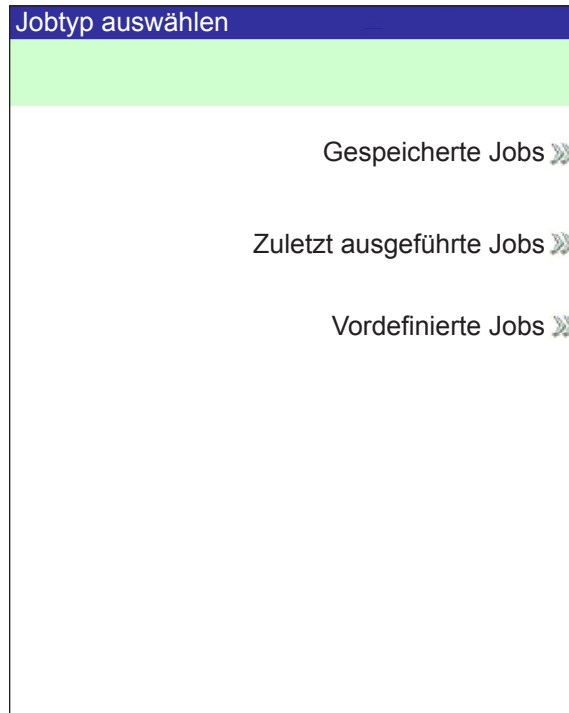 Jobtyp auswählen
Gespeicherte Jobs
Zuletzt ausgeführte Jobs
Vordefinierte Jobs